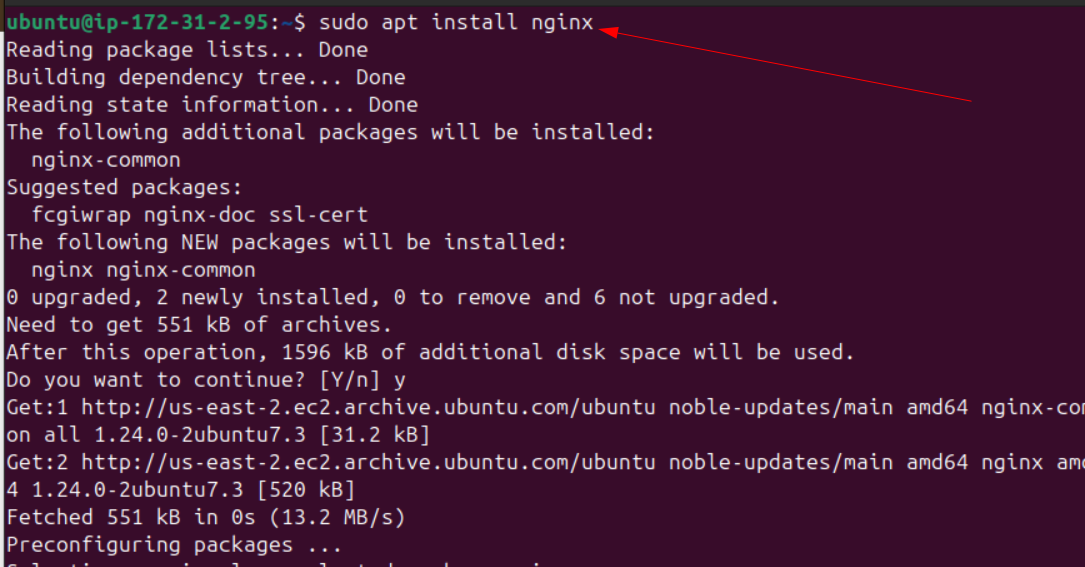 ubuntu@ip-172-31-2-95:~$ sudo apt install nginx
Reading package lists... Done
Building dependency tree... Done
Reading state information... Done
The following additional packages will be installed:
  nginx-common
Suggested packages:
  fcgiwrap nginx-doc ssl-cert
The following NEW packages will be installed:
  nginx nginx-common
0 upgraded, 2 newly installed, 0 to remove and 6 not upgraded.
Need to get 551 kB of archives.
After this operation, 1596 kB of additional disk space will be used.
Do you want to continue? [Y/n] y
Get:1 http://us-east-2.ec2.archive.ubuntu.com/ubuntu noble-updates/main amd64 nginx-com
on all 1.24.0-2ubuntu7.3 [31.2 kB]
Get:2 http://us-east-2.ec2.archive.ubuntu.com/ubuntu noble-updates/main amd64 nginx amd
4 1.24.0-2ubuntu7.3 [520 kB]
Fetched 551 kB in 0s (13.2 MB/s)
Preconfiguring packages ...